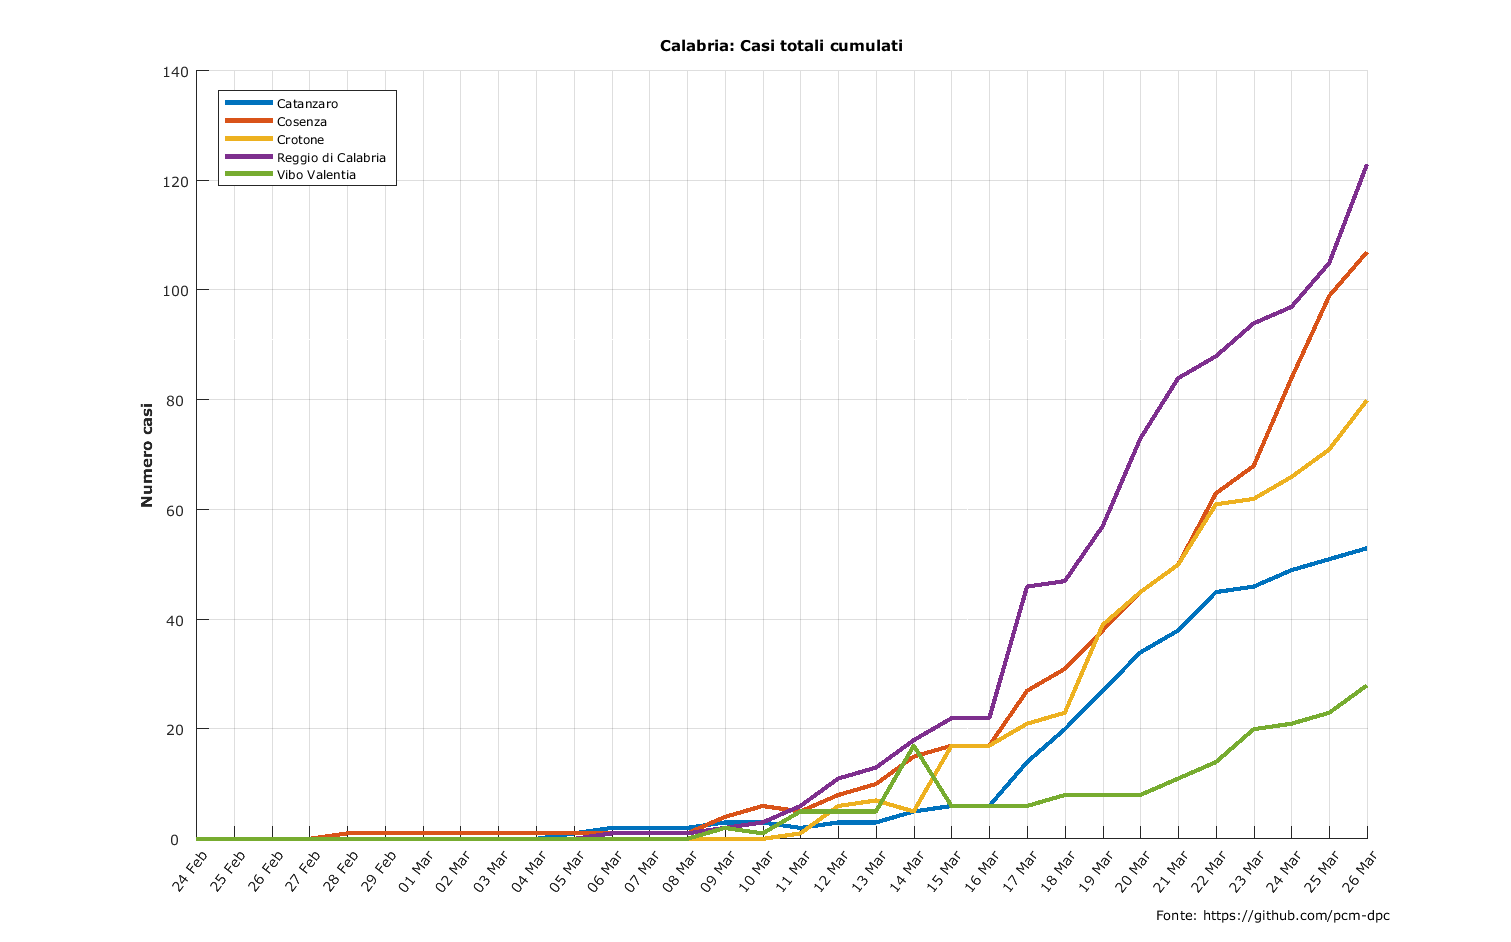 Calabria: Casi totali cumulati
140
120
100
80
60
40
20
0
Numero casi
Catanzaro
Cosenza
Crotone
Reggio di Calabria
Vibo Valentia
24 Feb
25 Feb
26 Feb
27 Feb
28 Feb
29 Feb
01 Mar
02 Mar
03 Mar
04 Mar
05 Mar
06 Mar
07 Mar
08 Mar
09 Mar
10 Mar
11 Mar
12 Mar
13 Mar
14 Mar
15 Mar
16 Mar
17 Mar
18 Mar
19 Mar
20 Mar
21 Mar
22 Mar
23 Mar
24 Mar
25 Mar
26 Mar
Fonte: https://github.com/pcm-dpc